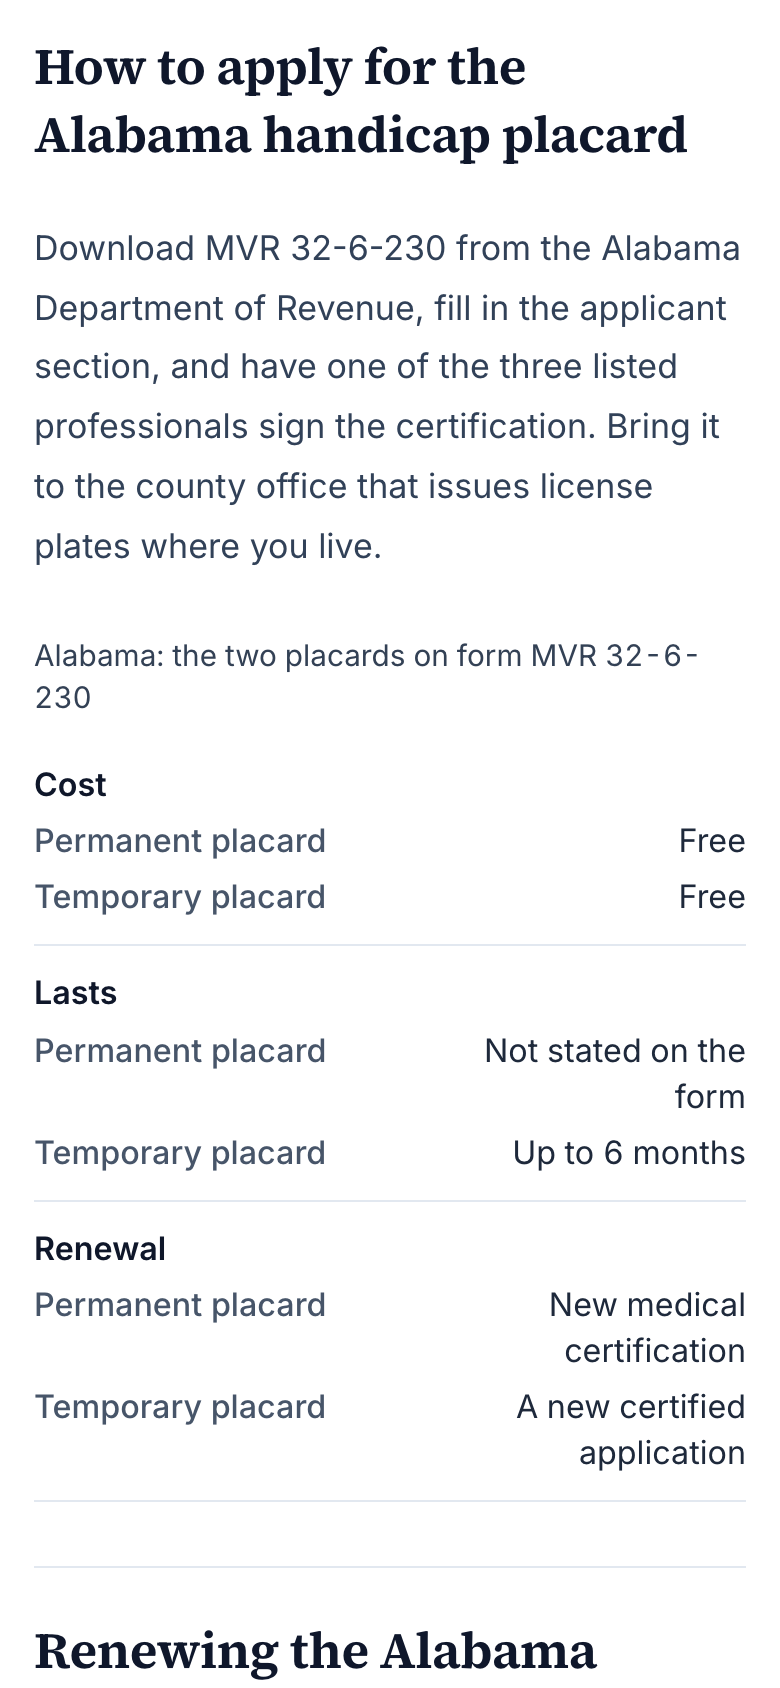 How to apply for the
Alabama handicap placard
Download MVR 32-6-230 from the Alabama
Department of Revenue, fill in the applicant
section, and have one of the three listed
professionals sign the certification. Bring it
to the county office that issues license
plates where you live.
Alabama: the two placards on form MVR 32-6-
230
Cost
Permanent placard Free
Temporary placard Free
Lasts
Permanent placard Not stated on the
form
Temporary placard Up to 6 months
Renewal
Permanent placard New medical
certification
Temporary placard A new certified
application
Renewing the Alabama